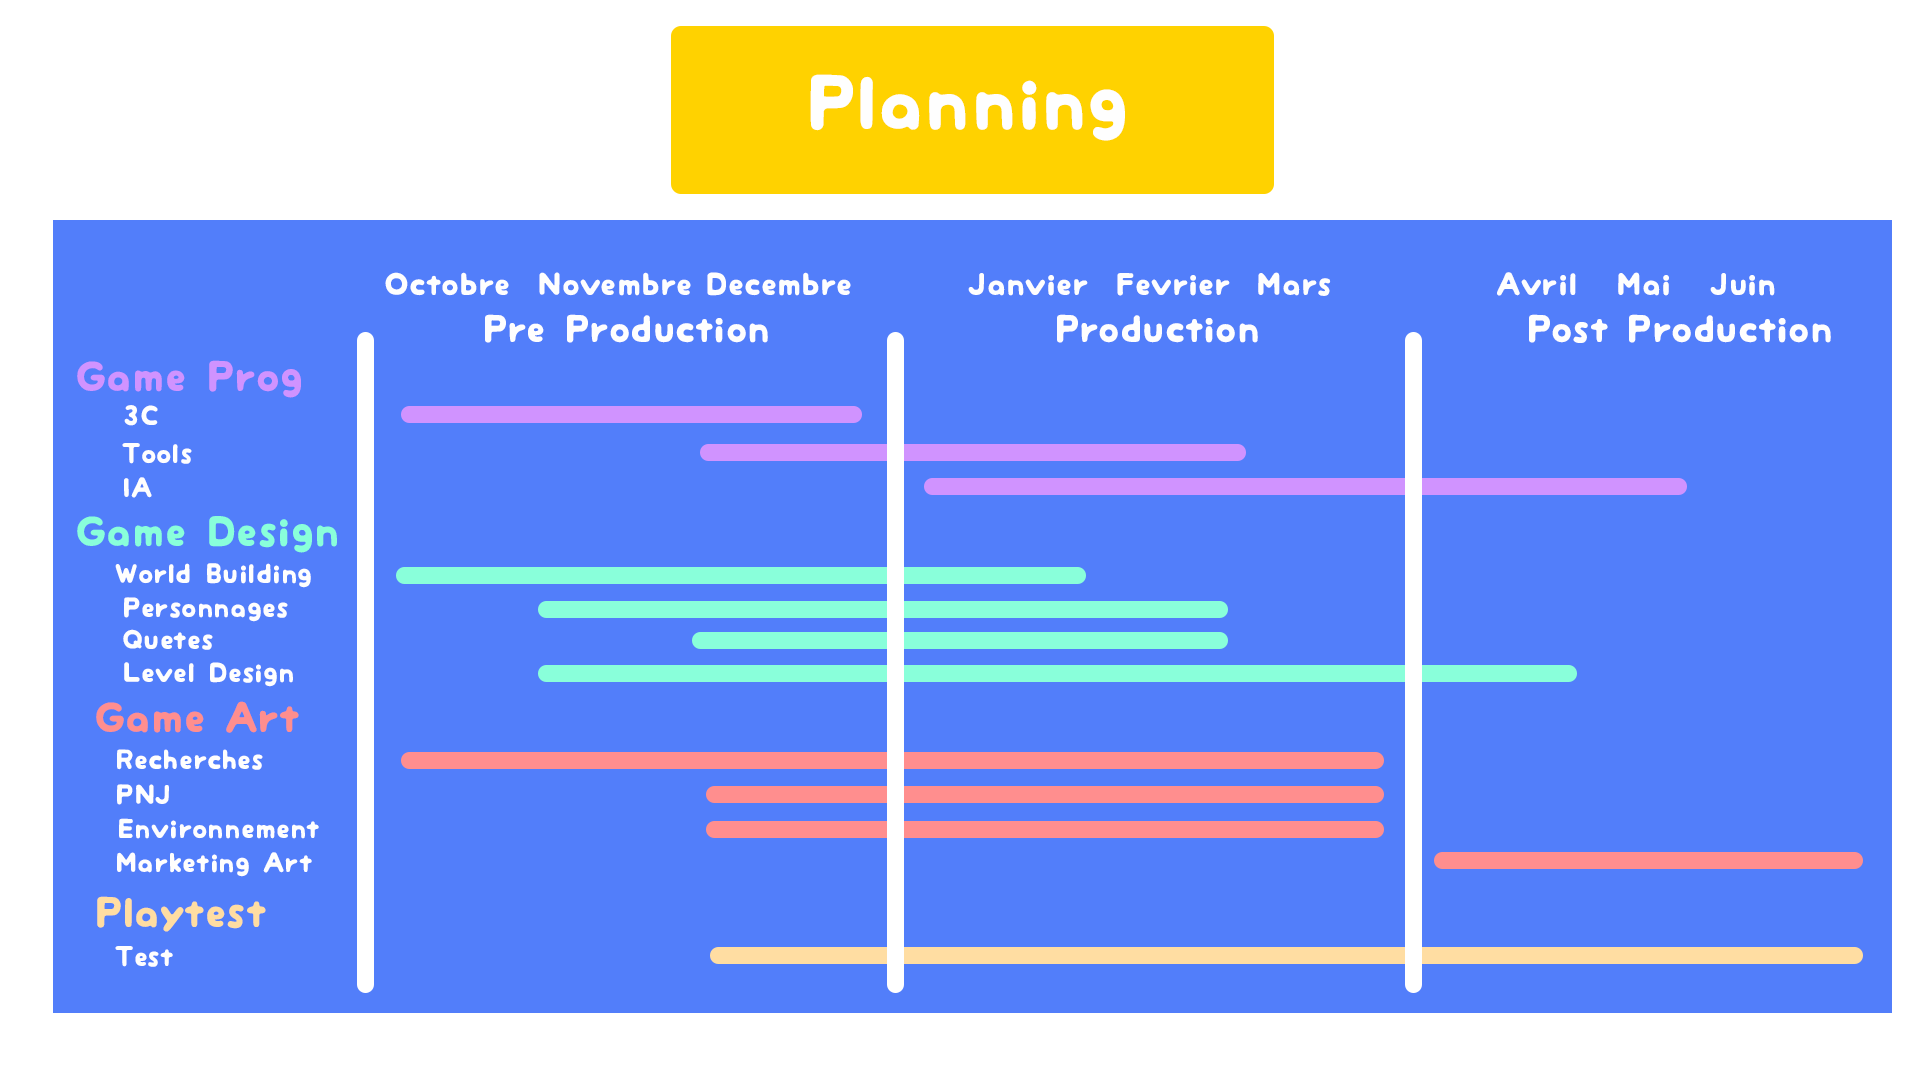 Planning
Octobre Novembre Decembre Janvier Fevrier Mars Avril Mai Juin
Pre Production Production Post Production
Game Prog
3C
Tools
IA
Game Design
World Building
Personnages
Quetes
Level Design
Game Art
Recherches
PNJ
Environnement
Marketing Art
Playtest
Test